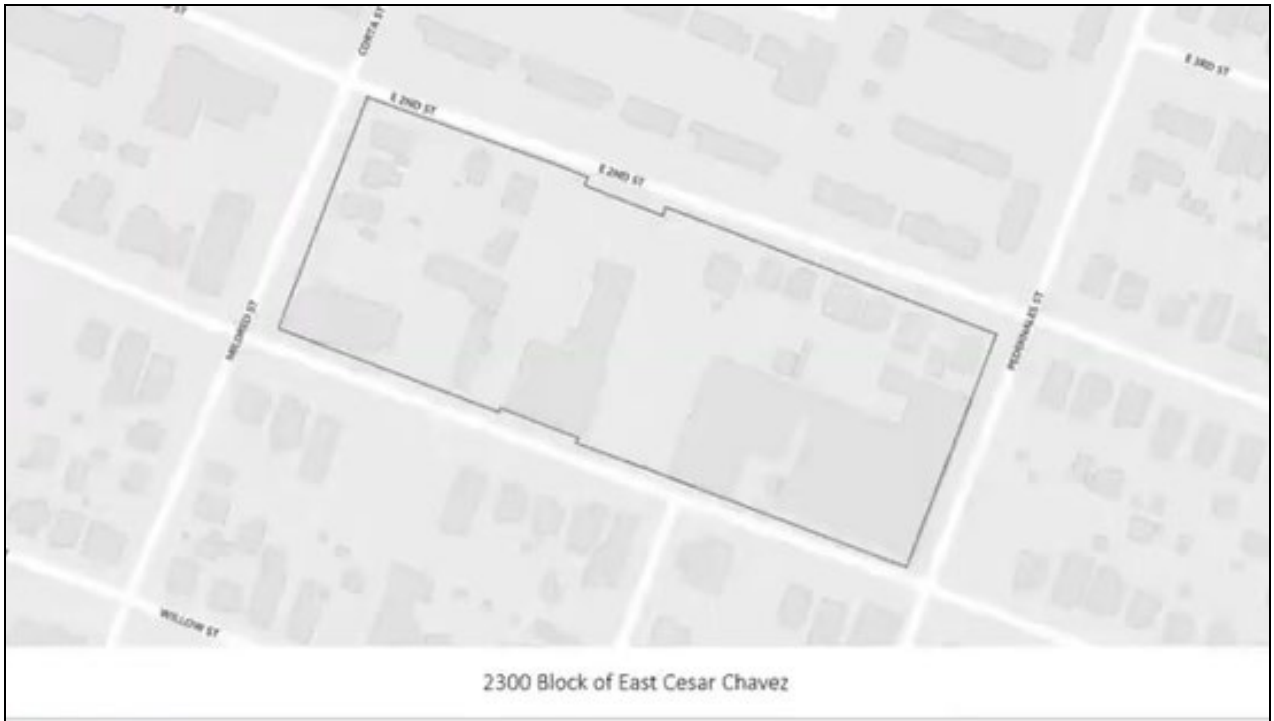 ST
CORTA ST
E 3RD ST
E 2ND ST
E 2ND ST
MILDRED ST
PEDERNALES ST
WILLOW ST
2300 Block of East Cesar Chavez